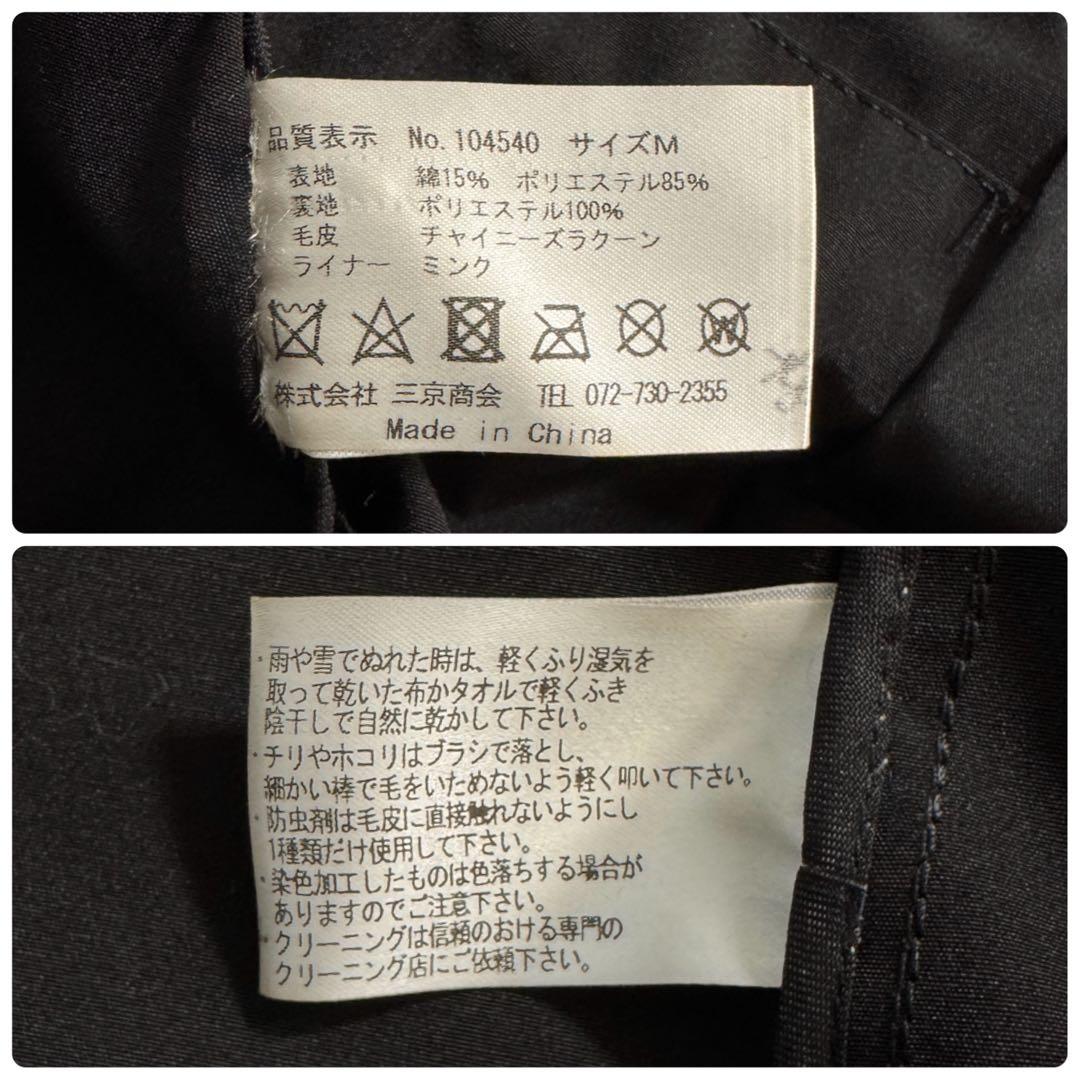 品質表示 No.104540 サイズM
表地 綿15% ポリエステル85%
裏地 ポリエステル100%
毛皮 チャイニーズラクーン
ライナー ミンク
W
株式会社 三京商会 TEL 072-730-2355
Made in China
・雨や雪でぬれた時は、軽くふり湿気を
取って乾いた布かタオルで軽くふき
陰干しで自然に乾かして下さい。
・チリやホコリはブラシで落とし、
細かい棒で毛をいためないよう軽く叩いて下さい。
・防虫剤は毛皮に直接触れないようにし
1種類だけ使用して下さい。
・染色加工したものは色落ちする場合が
ありますのでご注意下さい。
・クリーニングは信頼のおける専門の
クリーニング店にご依頼下さい。